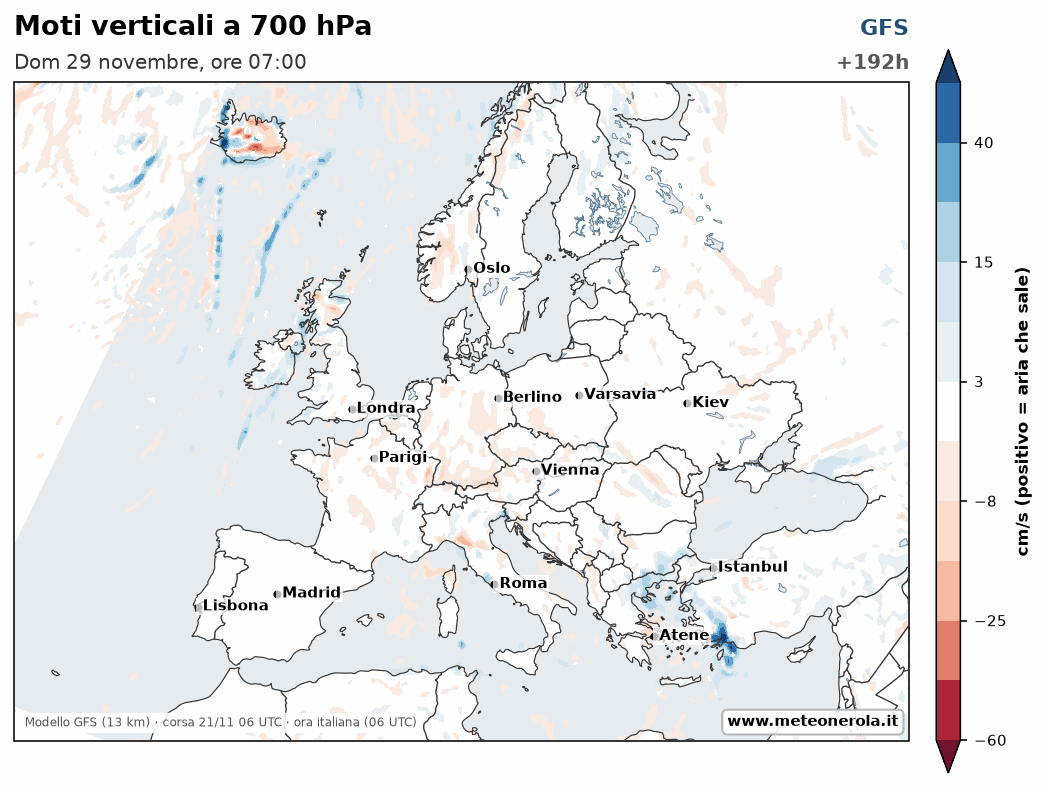 Moti verticali a 700 hPa
GFS
Dom 29 novembre, ore 07:00
+192h
40
15
3
−8
−25
−60
cm/s (positivo = aria che sale)
Oslo
Berlino
Varsavia
Kiev
Londra
Parigi
Vienna
Istanbul
Roma
Madrid
Lisbona
Atene
Modello GFS (13 km) · corsa 21/11 06 UTC · ora italiana (06 UTC)
www.meteonerola.it